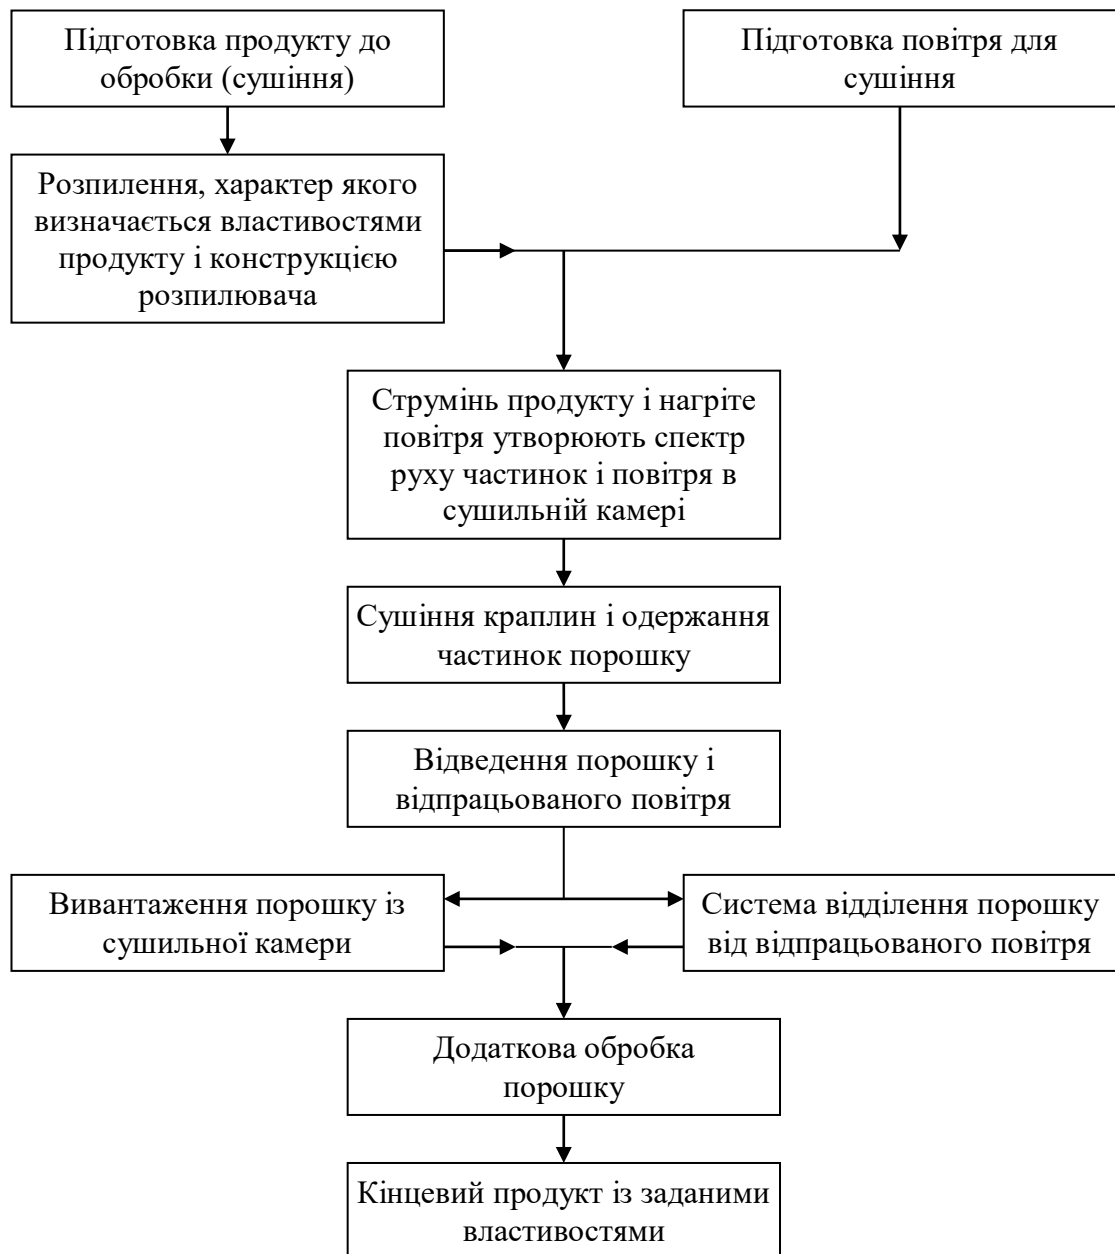 Підготовка продукту до
обробки (сушіння)
Підготовка повітря для
сушіння
Розпилення, характер якого
визначається властивостями
продукту і конструкцією
розпилювача
Струмінь продукту і нагріте
повітря утворюють спектр
руху частинок і повітря в
сушильній камері
Сушіння краплин і одержання
частинок порошку
Відведення порошку і
відпрацьованого повітря
Вивантаження порошку із
сушильної камери
Система відділення порошку
від відпрацьованого повітря
Додаткова обробка
порошку
Кінцевий продукт із заданими
властивостями